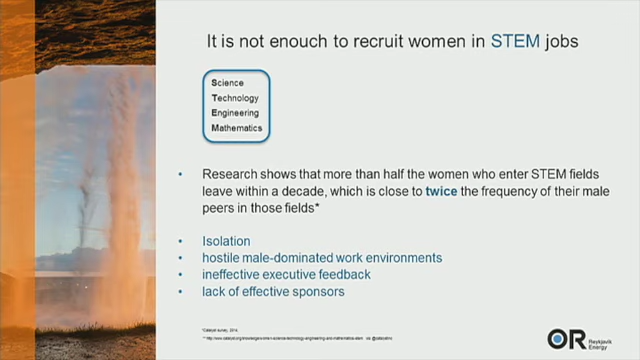 It is not enouch to recruit women in STEM jobs
Science
Technology
Engineering
Mathematics
• Research shows that more than half the women who enter STEM fields
leave within a decade, which is close to twice the frequency of their male
peers in those fields*
• Isolation
• hostile male-dominated work environments
• ineffective executive feedback
• lack of effective sponsors
*Catalyst survey, 2014
OR Reykjavik
Energy